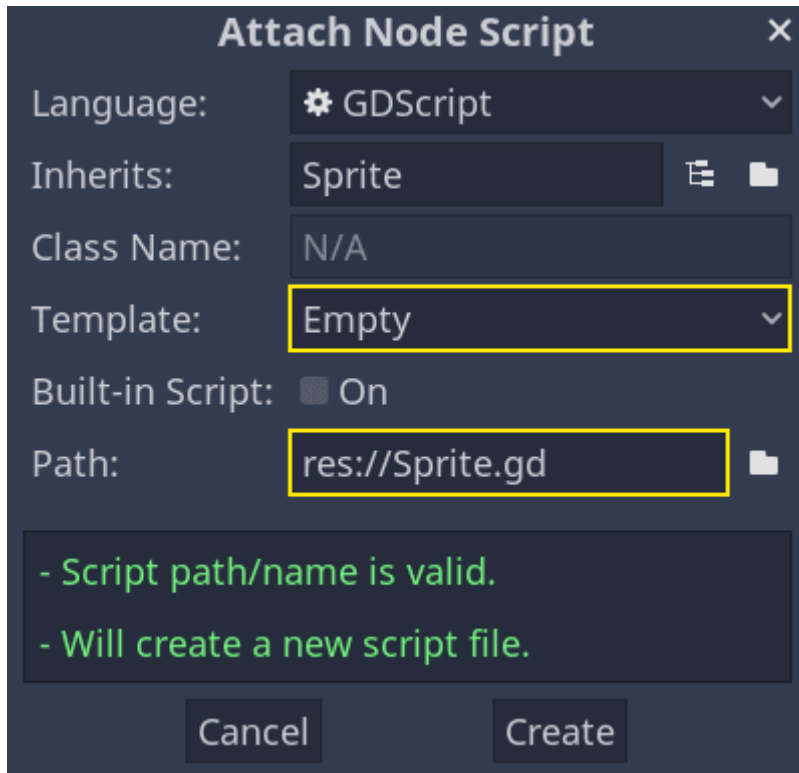 Attach Node Script
Language: GDScript
Inherits: Sprite
Class Name: N/A
Template: Empty
Built-in Script: On
Path: res://Sprite.gd
- Script path/name is valid.
- Will create a new script file.
Cancel Create